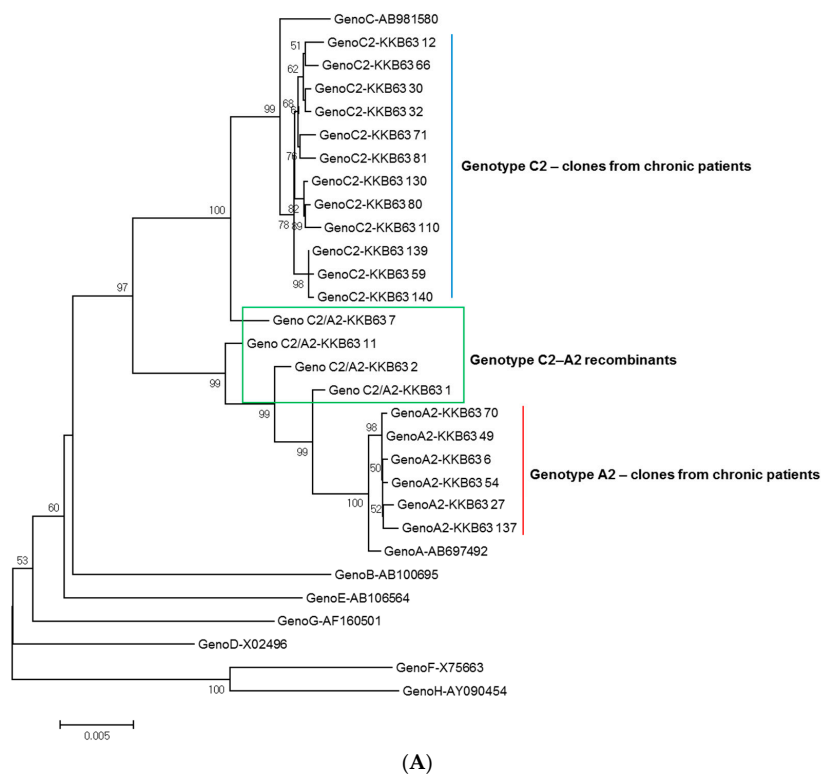 GenoC-AB981580
GenoC2-KKB63 12
51
GenoC2-KKB63 66
62
GenoC2-KKB63 30
68
99
GenoC2-KKB63 32
GenoC2-KKB63 71
76
GenoC2-KKB63 81
Genotype C2 – clones from chronic patients
GenoC2-KKB63 130
100
82
GenoC2-KKB63 80
78
89
GenoC2-KKB63 110
GenoC2-KKB63 139
GenoC2-KKB63 59
98
97
GenoC2-KKB63 140
Geno C2/A2-KKB63 7
Geno C2/A2-KKB63 11
Genotype C2–A2 recombinants
Geno C2/A2-KKB63 2
99
Geno C2/A2-KKB63 1
99
GenoA2-KKB63 70
98
GenoA2-KKB63 49
99
GenoA2-KKB63 6
50
Genotype A2 – clones from chronic patients
GenoA2-KKB63 54
100
GenoA2-KKB63 27
52
60
GenoA2-KKB63 137
GenoA-AB697492
53
GenoB-AB100695
GenoE-AB106564
GenoG-AF160501
GenoD-X02496
GenoF-X75663
100
GenoH-AY090454
0.005
(A)